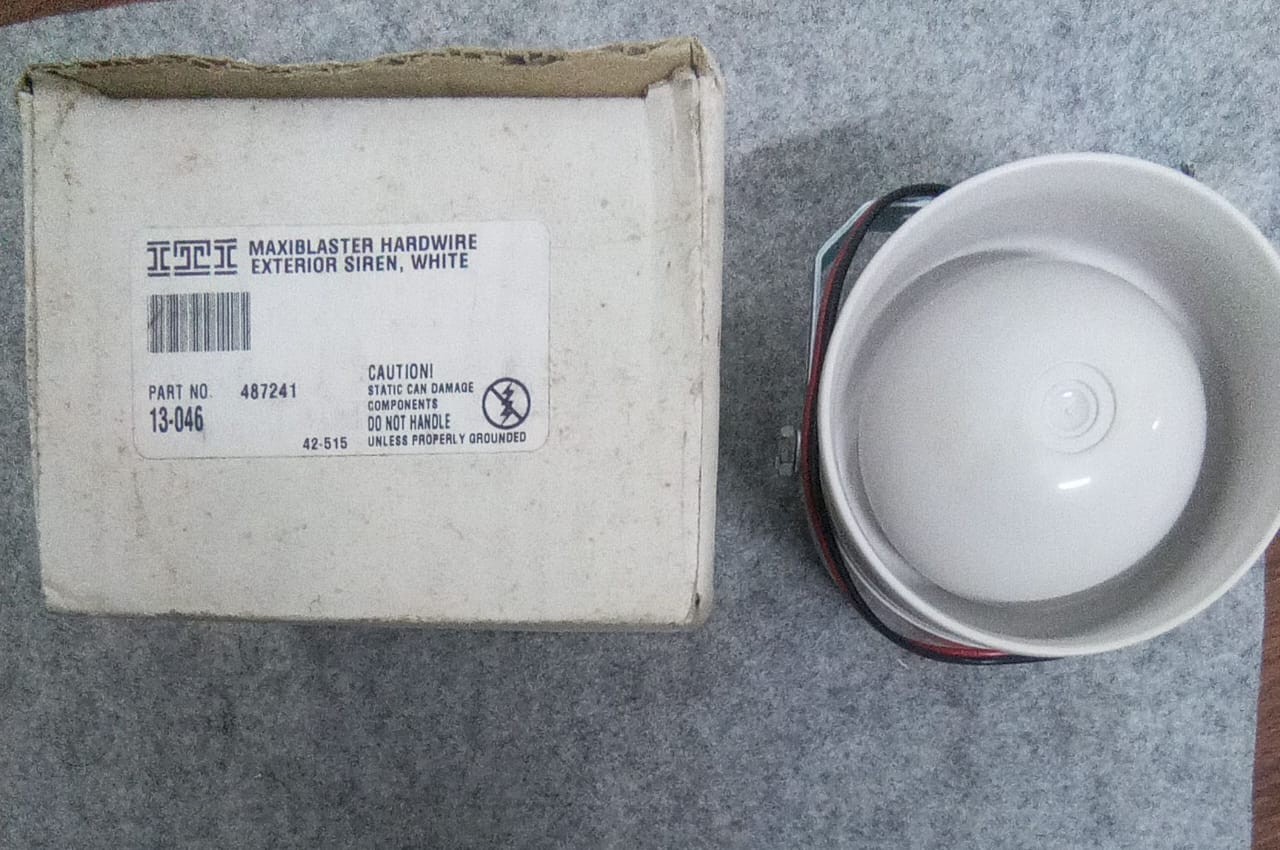 ITI MAXIBLASTER HARDWIRE
EXTERIOR SIREN, WHITE
PART NO. 487241
13-046
42-515
CAUTION!
STATIC CAN DAMAGE
COMPONENTS
DO NOT HANDLE
UNLESS PROPERLY GROUNDED